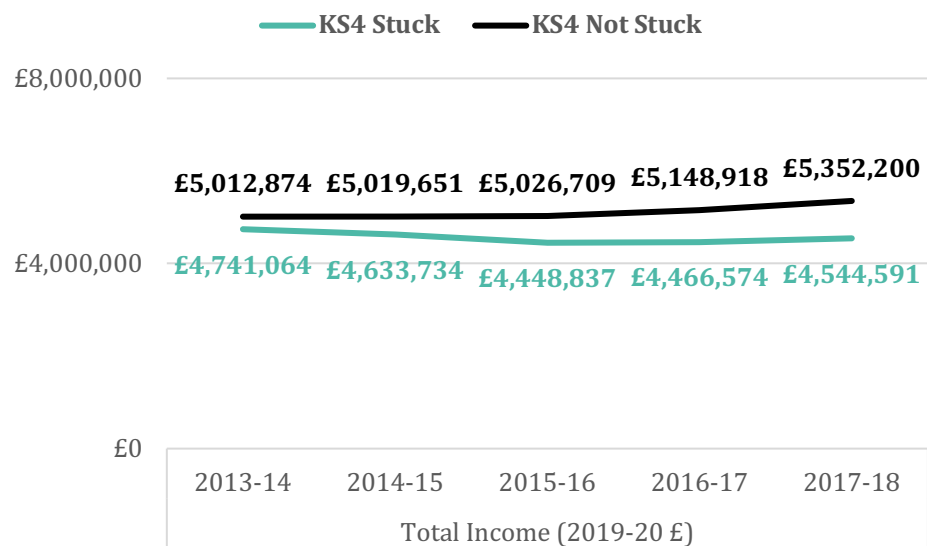 KS4 Stuck KS4 Not Stuck
£8,000,000
£5,012,874 £5,019,651 £5,026,709 £5,148,918 £5,352,200
£4,000,000
£4,741,064 £4,633,734 £4,448,837 £4,466,574 £4,544,591
£0
2013-14 2014-15 2015-16 2016-17 2017-18
Total Income (2019-20 £)